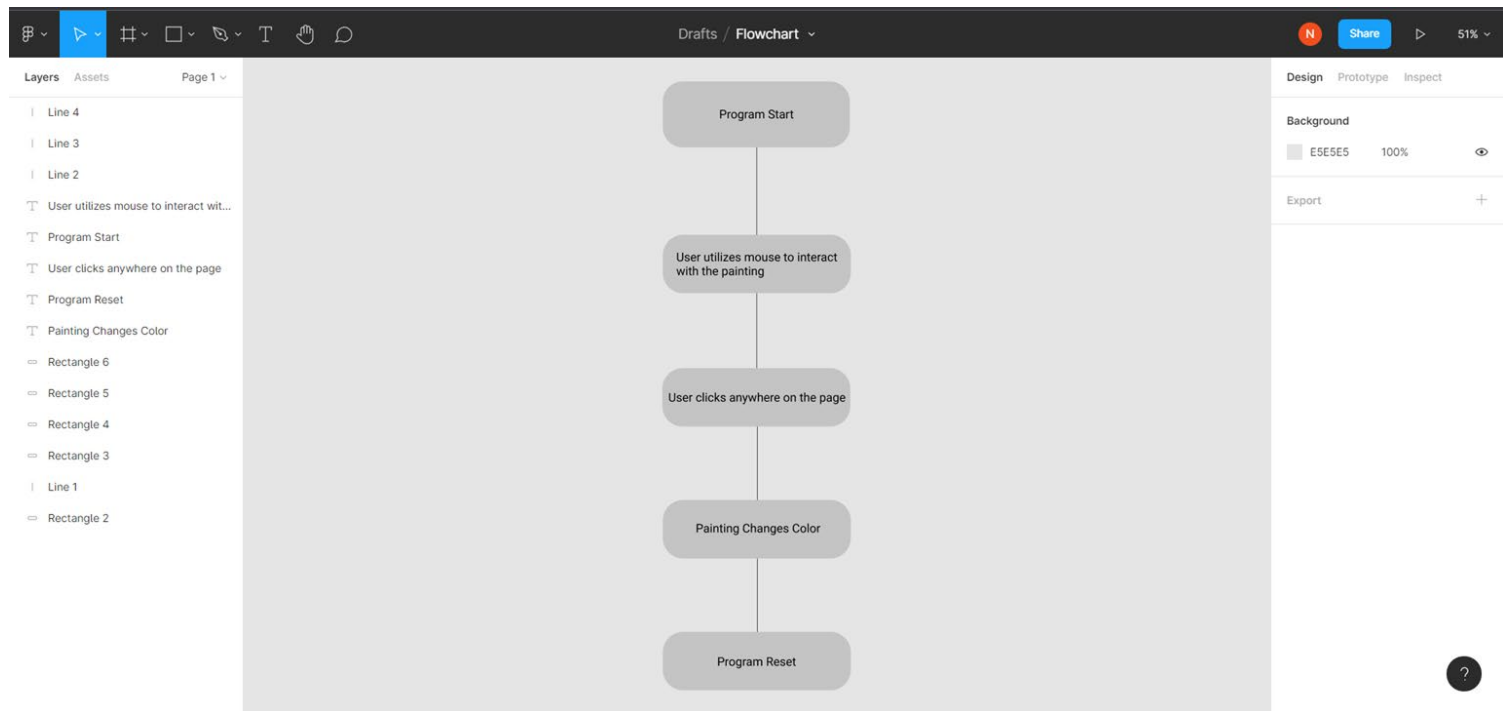 Drafts / Flowchart
N
Share
51%
Layers Assets Page 1
Line 4
Line 3
Line 2
User utilizes mouse to interact wit...
Program Start
User clicks anywhere on the page
Program Reset
Painting Changes Color
Rectangle 6
Rectangle 5
Rectangle 4
Rectangle 3
Line 1
Rectangle 2
Program Start
User utilizes mouse to interact
with the painting
User clicks anywhere on the page
Painting Changes Color
Program Reset
Design Prototype Inspect
Background
E5E5E5 100%
Export
?